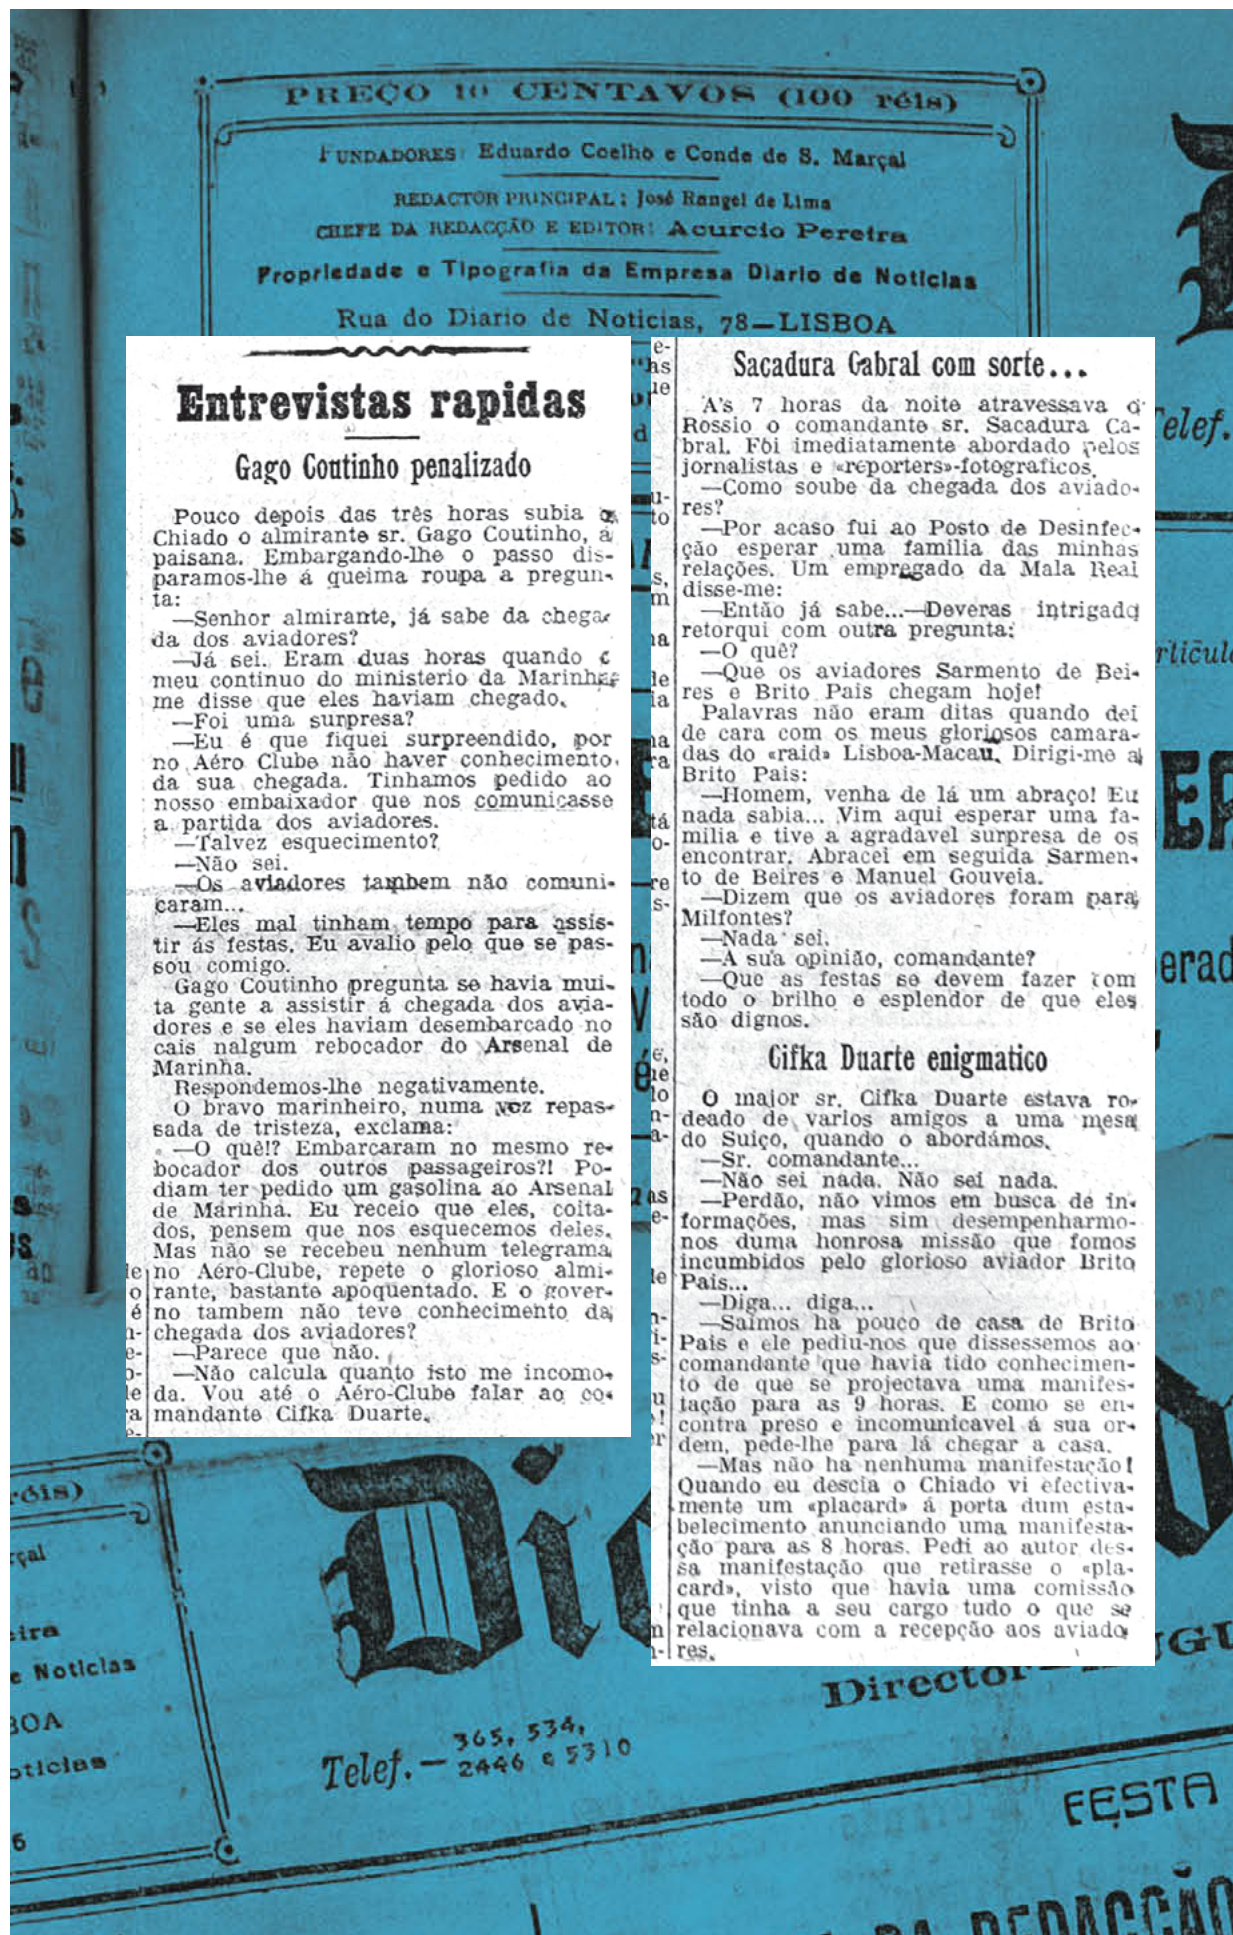 PREÇO 10 CENTAVOS (100 réis)
FUNDADORES: Eduardo Coelho e Conde de S. Marçal
REDACTOR PRINCIPAL: José Rangel de Lima
CHEFE DA REDACÇÃO E EDITOR: Acurcio Pereira
Propriedade e Tipografia da Empresa Diario de Noticias
Rua do Diario de Noticias, 78—LISBOA
Entrevistas rapidas
Gago Coutinho penalizado
Pouco depois das três horas subia o
Chiado o almirante sr. Gago Coutinho, á
paisana. Embargando-lhe o passo dis-
paramos-lhe á queima roupa a pregun-
ta:
—Senhor almirante, já sabe da chega-
da dos aviadores?
—Já sei. Eram duas horas quando o
meu continuo do ministerio da Marinha
me disse que eles haviam chegado.
—Foi uma surpresa?
—Eu é que fiquei surpreendido, por
no Aéro Clube não haver conhecimento
da sua chegada. Tinhamos pedido ao
nosso embaixador que nos comunicasse
a partida dos aviadores.
—Talvez esquecimento?
—Não sei.
—Os aviadores tambem não comuni-
caram...
—Eles mal tinham tempo para assis-
tir ás festas. Eu avalio pelo que se pas-
sou comigo.
Gago Coutinho pregunta se havia mui-
ta gente a assistir á chegada dos avia-
dores e se eles haviam desembarcado no
cais nalgum rebocador do Arsenal de
Marinha.
Respondemos-lhe negativamente.
O bravo marinheiro, numa voz repas-
sada de tristeza, exclama:
—O quê!? Embarcaram no mesmo re-
bocador dos outros passageiros?! Po-
diam ter pedido um gasolina ao Arsenal
de Marinha. Eu receio que eles, coita-
dos, pensem que nos esquecemos deles.
Mas não se recebeu nenhum telegrama
no Aéro-Clube, repete o glorioso almi-
rante, bastante apoquentado. E o gover-
no tambem não teve conhecimento da
chegada dos aviadores?
—Parece que não.
—Não calcula quanto isto me incomo-
da. Vou até o Aéro-Clube falar ao co-
mandante Cifka Duarte.
Sacadura Cabral com sorte...
A's 7 horas da noite atravessava o
Rossio o comandante sr. Sacadura Ca-
bral. Foi imediatamente abordado pelos
jornalistas e «reporters»-fotograficos.
—Como soube da chegada dos aviado-
res?
—Por acaso fui ao Posto de Desinfec-
ção esperar uma familia das minhas
relações. Um empregado da Mala Real
disse-me:
—Então já sabe...—Deveras intrigado
retorqui com outra pregunta:
—O quê?
—Que os aviadores Sarmento de Bei-
res e Brito Pais chegam hoje!
Palavras não eram ditas quando dei
de cara com os meus gloriosos camara-
das do «raid» Lisboa-Macau. Dirigi-me a
Brito Pais:
—Homem, venha de lá um abraço! Eu
nada sabia... Vim aqui esperar uma fa-
milia e tive a agradavel surpresa de os
encontrar. Abracei em seguida Sarmen-
to de Beires e Manuel Gouveia.
—Dizem que os aviadores foram para
Milfontes?
—Nada sei.
—A sua opinião, comandante?
—Que as festas se devem fazer com
todo o brilho e esplendor de que eles
são dignos.
Cifka Duarte enigmatico
O major sr. Cifka Duarte estava ro-
deado de varios amigos a uma mesa
do Suiço, quando o abordámos.
—Sr. comandante...
—Não sei nada. Não sei nada.
—Perdão, não vimos em busca de in-
formações, mas sim desempenharmo-
nos duma honrosa missão que fomos
incumbidos pelo glorioso aviador Brito
Pais...
—Diga... diga...
—Saimos ha pouco de casa de Brito
Pais e ele pediu-nos que dissessemos ao
comandante que havia tido conhecimen-
to de que se projectava uma manifes-
tação para as 9 horas. E como se en-
contra preso e incomunicavel á sua or-
dem, pede-lhe para lá chegar a casa.
—Mas não ha nenhuma manifestação!
Quando eu descia o Chiado vi efectiva-
mente um «placard» á porta dum esta-
belecimento anunciando uma manifesta-
ção para as 8 horas. Pedi ao autor des-
sa manifestação que retirasse o «pla-
card», visto que havia uma comissão
que tinha a seu cargo tudo o que se
relacionava com a recepção aos aviado
res.
Telef.
réis)
Noticias
Director
Telef.— 365, 534,
2446 e 5310
FESTA
DA REDACÇÃO